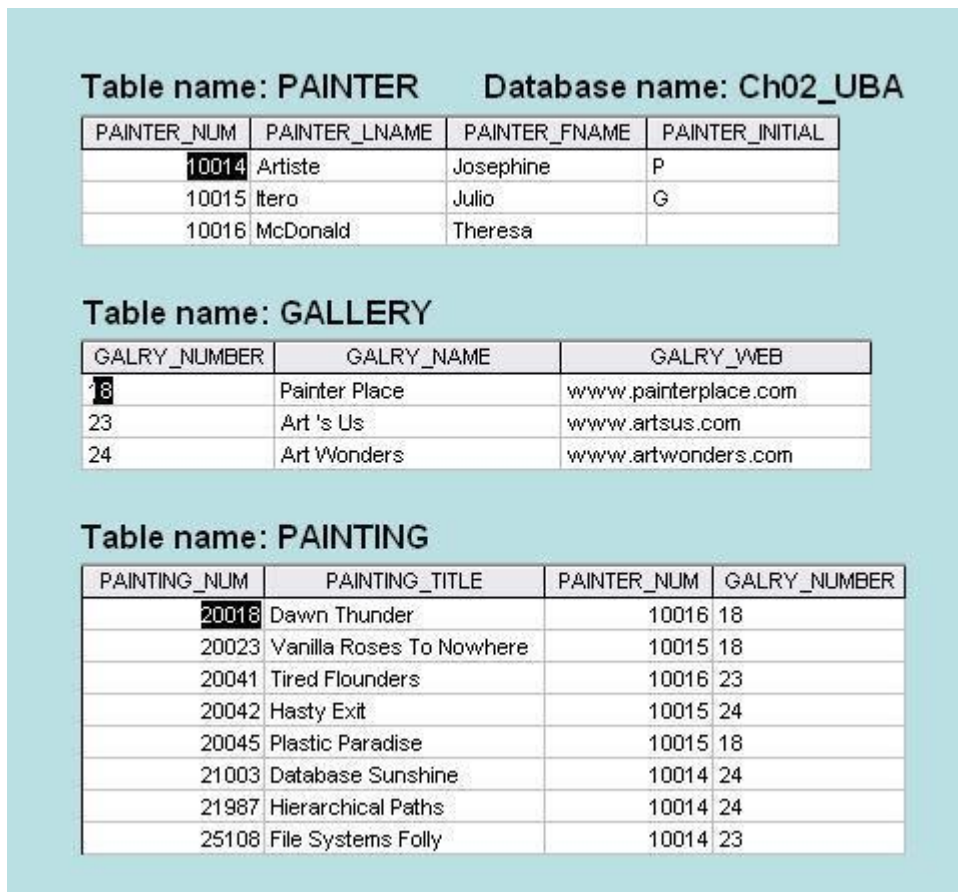 Table name: PAINTER Database name: Ch02_UBA
PAINTER_NUM PAINTER_LNAME PAINTER_FNAME PAINTER_INITIAL
10014 Artiste Josephine P
10015 Itero Julio G
10016 McDonald Theresa
Table name: GALLERY
GALRY_NUMBER GALRY_NAME GALRY_WEB
18 Painter Place www.painterplace.com
23 Art 's Us www.artsus.com
24 Art Wonders www.artwonders.com
Table name: PAINTING
PAINTING_NUM PAINTING_TITLE PAINTER_NUM GALRY_NUMBER
20018 Dawn Thunder 10016 18
20023 Vanilla Roses To Nowhere 10015 18
20041 Tired Flounders 10016 23
20042 Hasty Exit 10015 24
20045 Plastic Paradise 10015 18
21003 Database Sunshine 10014 24
21987 Hierarchical Paths 10014 24
25108 File Systems Folly 10014 23